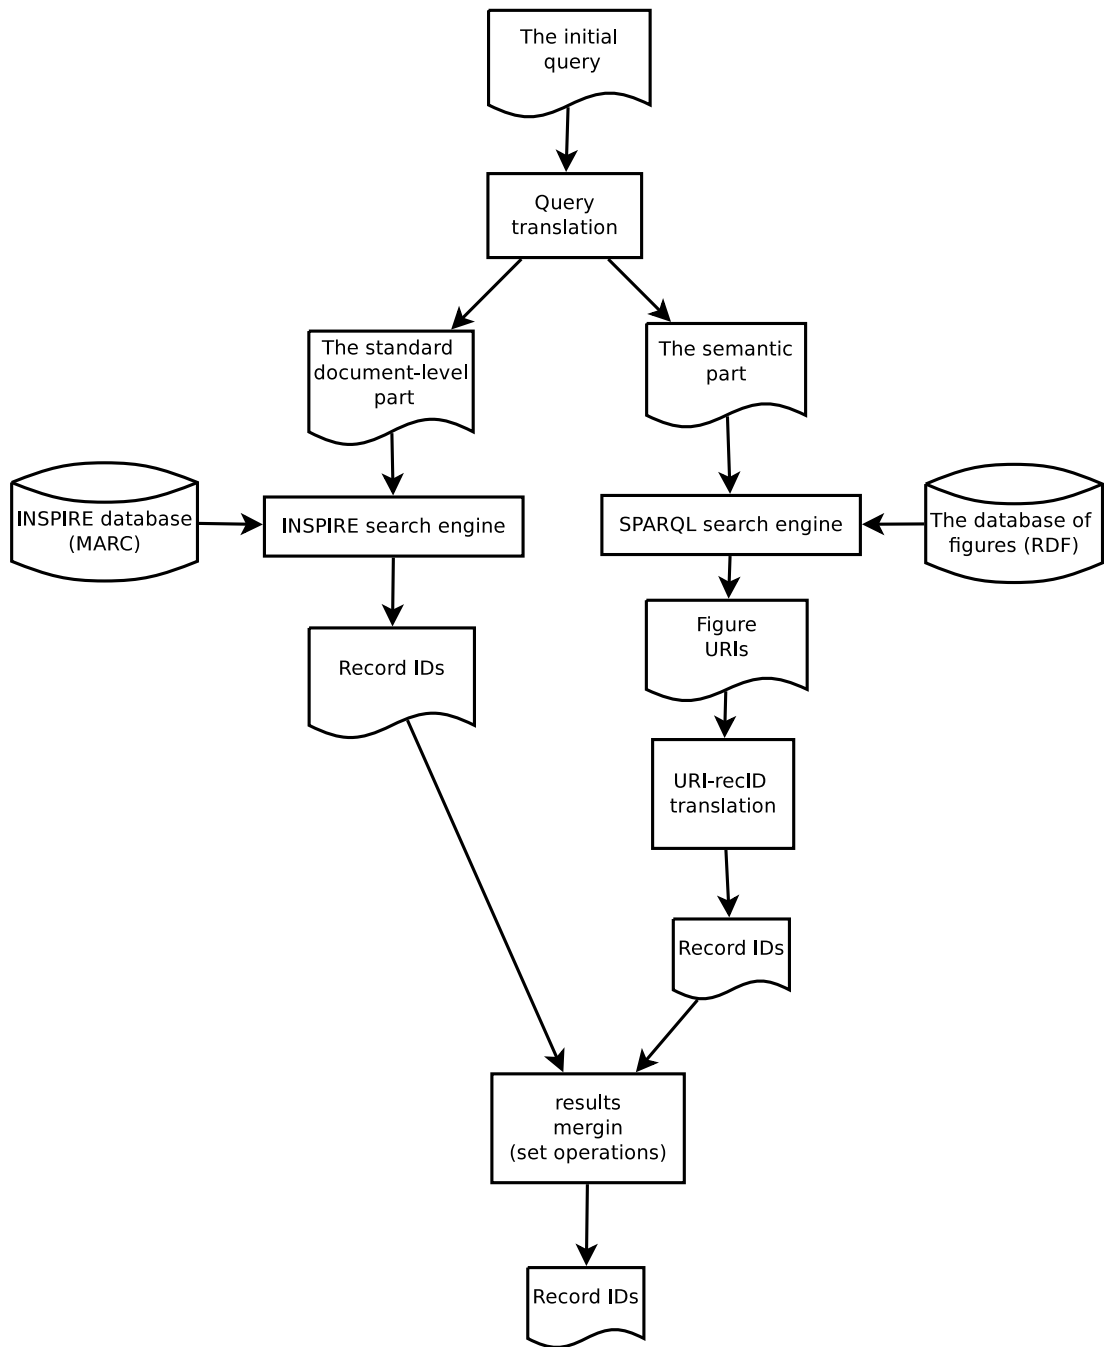 The initial
query
Query
translation
The standard
document-level
part
The semantic
part
INSPIRE database
(MARC)
INSPIRE search engine
SPARQL search engine
The database of
figures (RDF)
Figure
URIs
Record IDs
URI-recID
translation
Record IDs
results
mergin
(set operations)
Record IDs